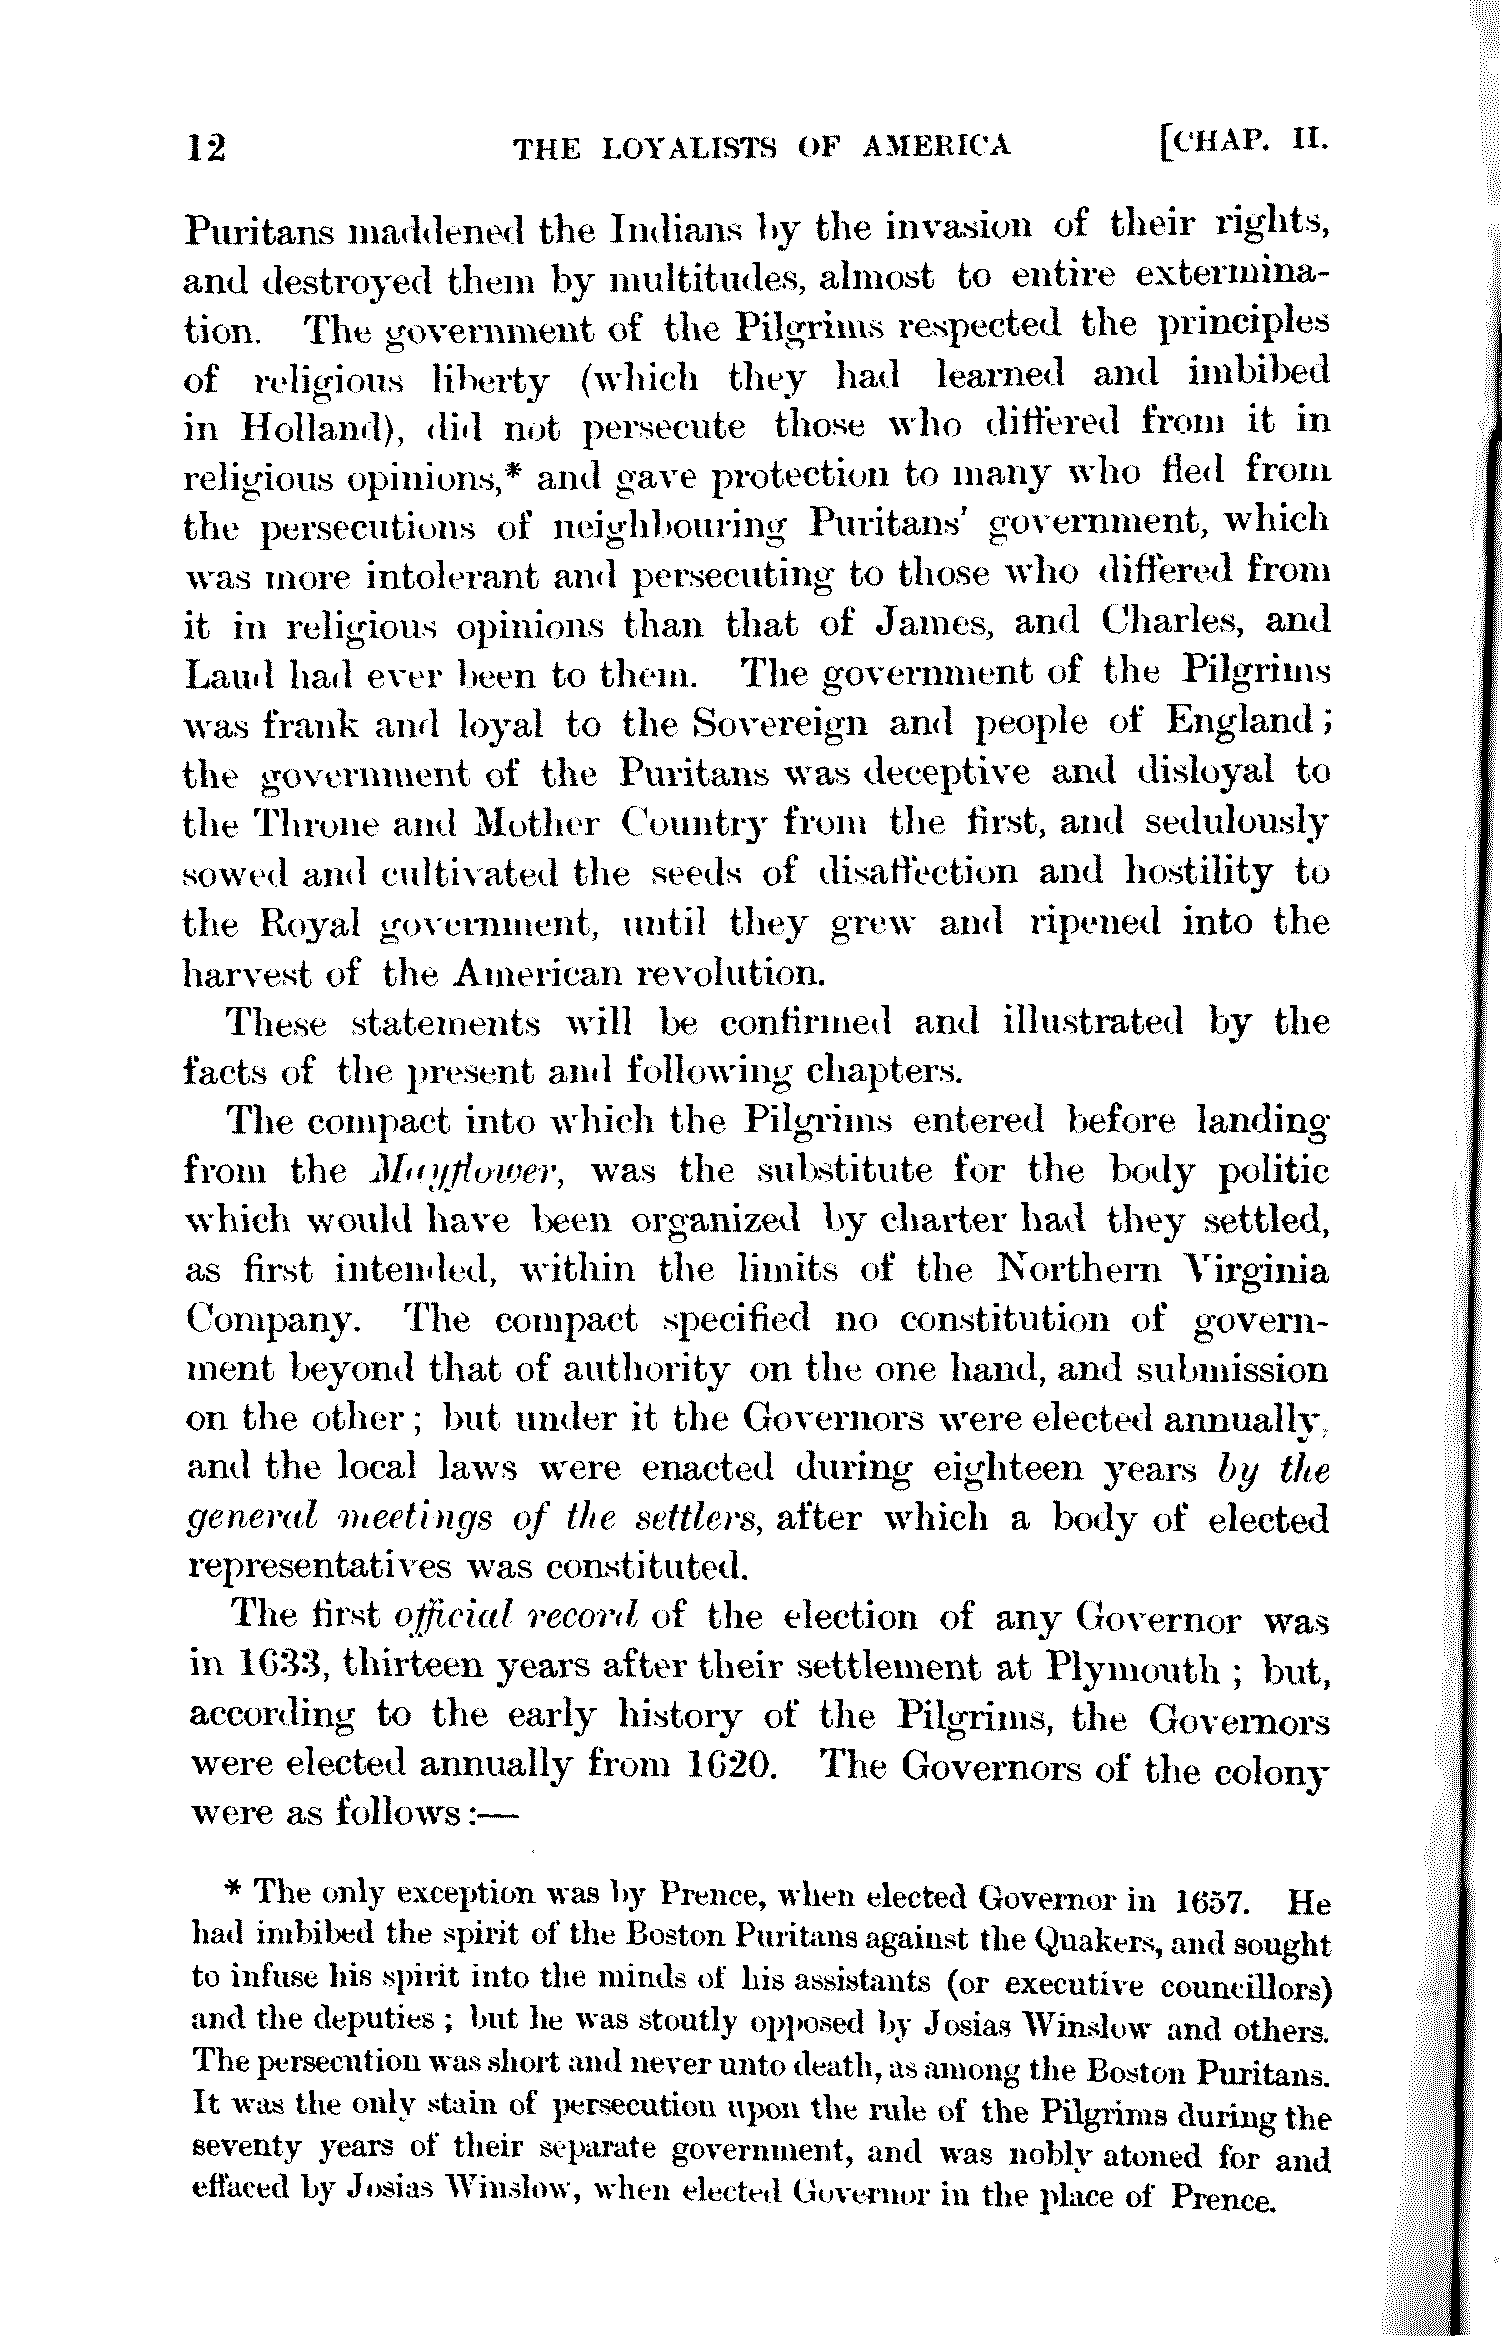 12 THE LOYALISTS OF AMERICA [CHAP. II.
Puritans maddened the Indians by the invasion of their rights,
and destroyed them by multitudes, almost to entire extermina-
tion. The government of the Pilgrims respected the principles
of religious liberty (which they had learned and imbibed
in Holland), did not persecute those who differed from it in
religious opinions,* and gave protection to many who fled from
the persecutions of neighbouring Puritans' government, which
was more intolerant and persecuting to those who differed from
it in religious opinions than that of James, and Charles, and
Laud had ever been to them. The government of the Pilgrims
was frank and loyal to the Sovereign and people of England;
the government of the Puritans was deceptive and disloyal to
the Throne and Mother Country from the first, and sedulously
sowed and cultivated the seeds of disaffection and hostility to
the Royal government, until they grew and ripened into the
harvest of the American revolution.
These statements will be confirmed and illustrated by the
facts of the present and following chapters.
The compact into which the Pilgrims entered before landing
from the Mayflower, was the substitute for the body politic
which would have been organized by charter had they settled,
as first intended, within the limits of the Northern Virginia
Company. The compact specified no constitution of govern-
ment beyond that of authority on the one hand, and submission
on the other; but under it the Governors were elected annually,
and the local laws were enacted during eighteen years by the
general meetings of the settlers, after which a body of elected
representatives was constituted.
The first official record of the election of any Governor was
in 1633, thirteen years after their settlement at Plymouth; but,
according to the early history of the Pilgrims, the Governors
were elected annually from 1620. The Governors of the colony
were as follows:—
* The only exception was by Prence, when elected Governor in 1657. He
had imbibed the spirit of the Boston Puritans against the Quakers, and sought
to infuse his spirit into the minds of his assistants (or executive councillors)
and the deputies; but he was stoutly opposed by Josias Winslow and others.
The persecution was short and never unto death, as among the Boston Puritans.
It was the only stain of persecution upon the rule of the Pilgrims during the
seventy years of their separate government, and was nobly atoned for and
effaced by Josias Winslow, when elected Governor in the place of Prence.